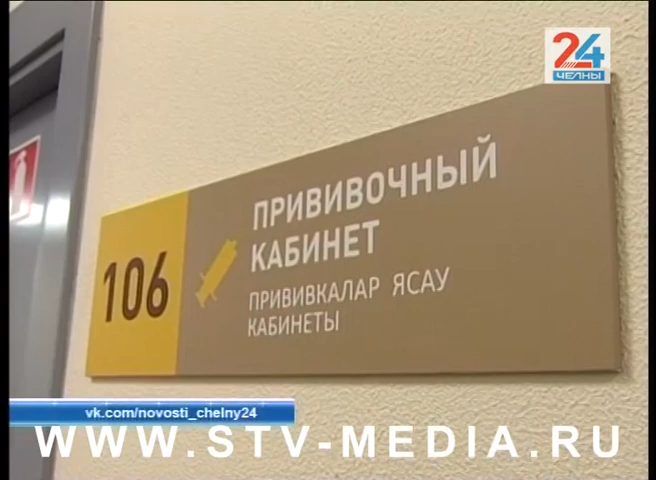 24
ЧЕЛНЫ
106
ПРИВИВОЧНЫЙ
КАБИНЕТ
ПРИВИВКАЛАР ЯСАУ
КАБИНЕТЫ
vk.com/novosti_chelny24
WWW.STV-MEDIA.RU